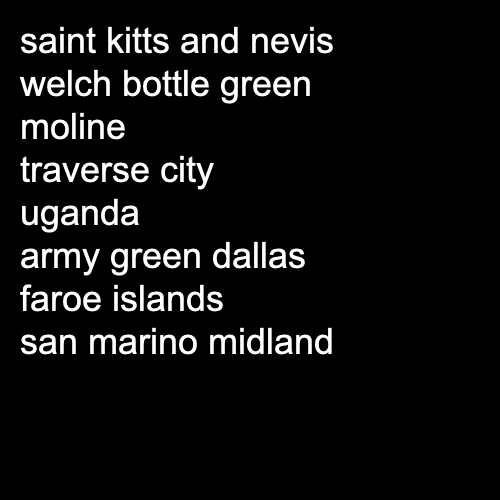 saint kitts and nevis
welch bottle green
moline
traverse city
uganda
army green dallas
faroe islands
san marino midland